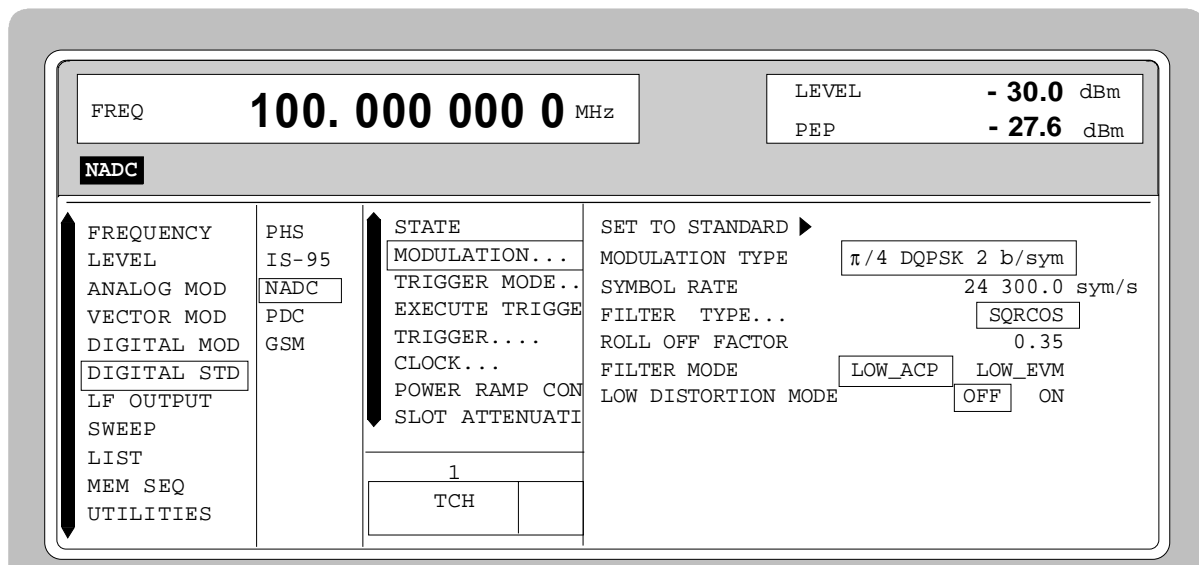 FREQ 100. 000 000 0 MHz
LEVEL - 30.0 dBm
PEP - 27.6 dBm
NADC
FREQUENCY
LEVEL
ANALOG MOD
VECTOR MOD
DIGITAL MOD
DIGITAL STD
LF OUTPUT
SWEEP
LIST
MEM SEQ
UTILITIES
PHS
IS-95
NADC
PDC
GSM
STATE
MODULATION...
TRIGGER MODE..
EXECUTE TRIGGE
TRIGGER....
CLOCK...
POWER RAMP CON
SLOT ATTENUATI
1
TCH
SET TO STANDARD
MODULATION TYPE π/4 DQPSK 2 b/sym
SYMBOL RATE 24 300.0 sym/s
FILTER TYPE... SQRCOS
ROLL OFF FACTOR 0.35
FILTER MODE LOW_ACP LOW_EVM
LOW DISTORTION MODE OFF ON